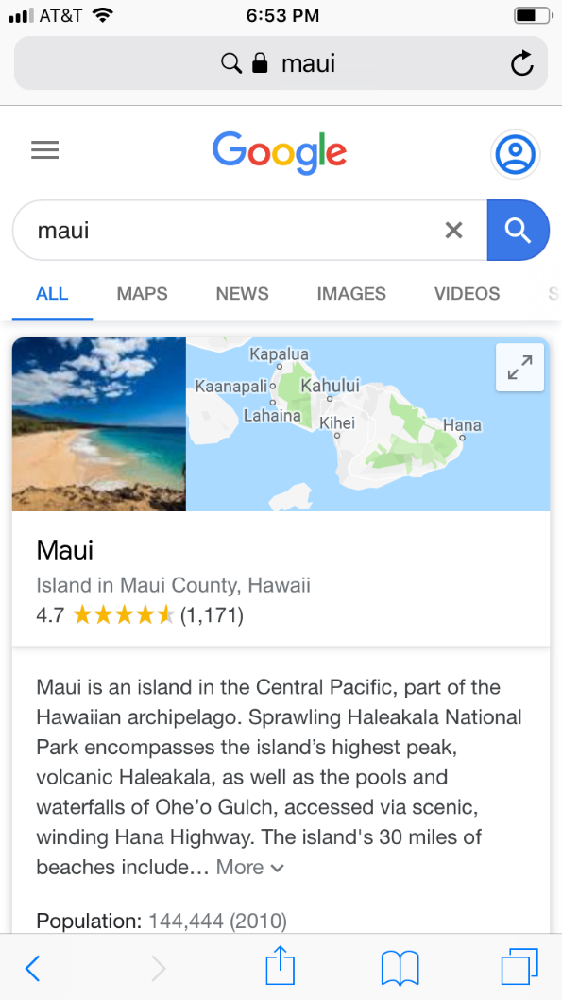 AT&T 6:53 PM
maui
Google
maui
ALL MAPS NEWS IMAGES VIDEOS S
Kapalua
Kaanapali Kahului
Lahaina Kihei Hana
Maui
Island in Maui County, Hawaii
4.7 (1,171)
Maui is an island in the Central Pacific, part of the
Hawaiian archipelago. Sprawling Haleakala National
Park encompasses the island’s highest peak,
volcanic Haleakala, as well as the pools and
waterfalls of Ohe’o Gulch, accessed via scenic,
winding Hana Highway. The island's 30 miles of
beaches include… More
Population: 144,444 (2010)